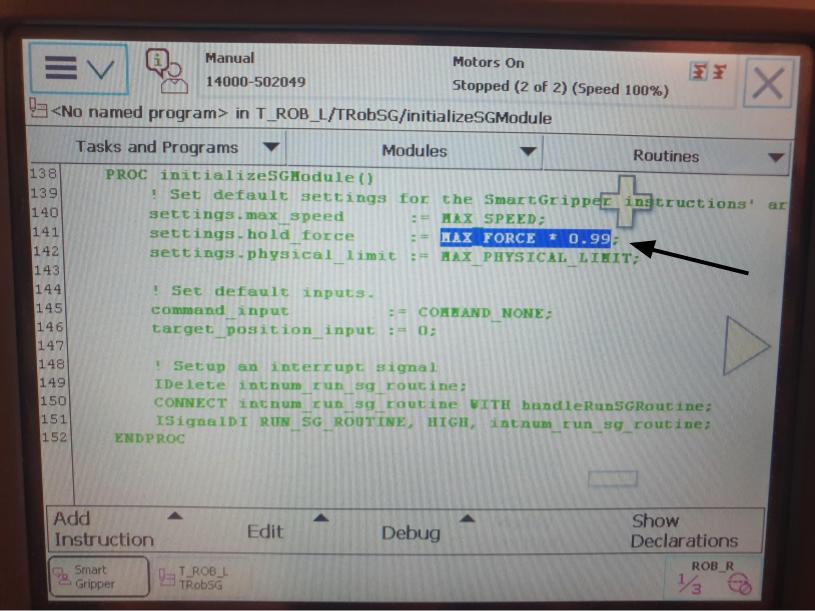 Manual
Motors On
14000-502049
Stopped (2 of 2) (Speed 100%)
<No named program> in T_ROB_L/TRobSG/initializeSGModule
Tasks and Programs
Modules
Routines
138 PROC initializeSGModule()
139 ! Set default settings for the SmartGripper instructions' ar
140 settings.max_speed := MAX_SPEED;
141 settings.hold_force := MAX_FORCE * 0.99;
142 settings.physical_limit := MAX_PHYSICAL_LIMIT;
143
144 ! Set default inputs.
145 command_input := COMMAND_NONE;
146 target_position_input := 0;
147
148 ! Setup an interrupt signal
149 IDelete intnum_run_sg_routine;
150 CONNECT intnum_run_sg_routine WITH handleRunSGRoutine;
151 ISignalDI RUN_SG_ROUTINE, HIGH, intnum_run_sg_routine;
152 ENDPROC
Add
Instruction
Edit
Debug
Show
Declarations
Smart
Gripper
T_ROB_L
TRobSG
ROB_R
1/3